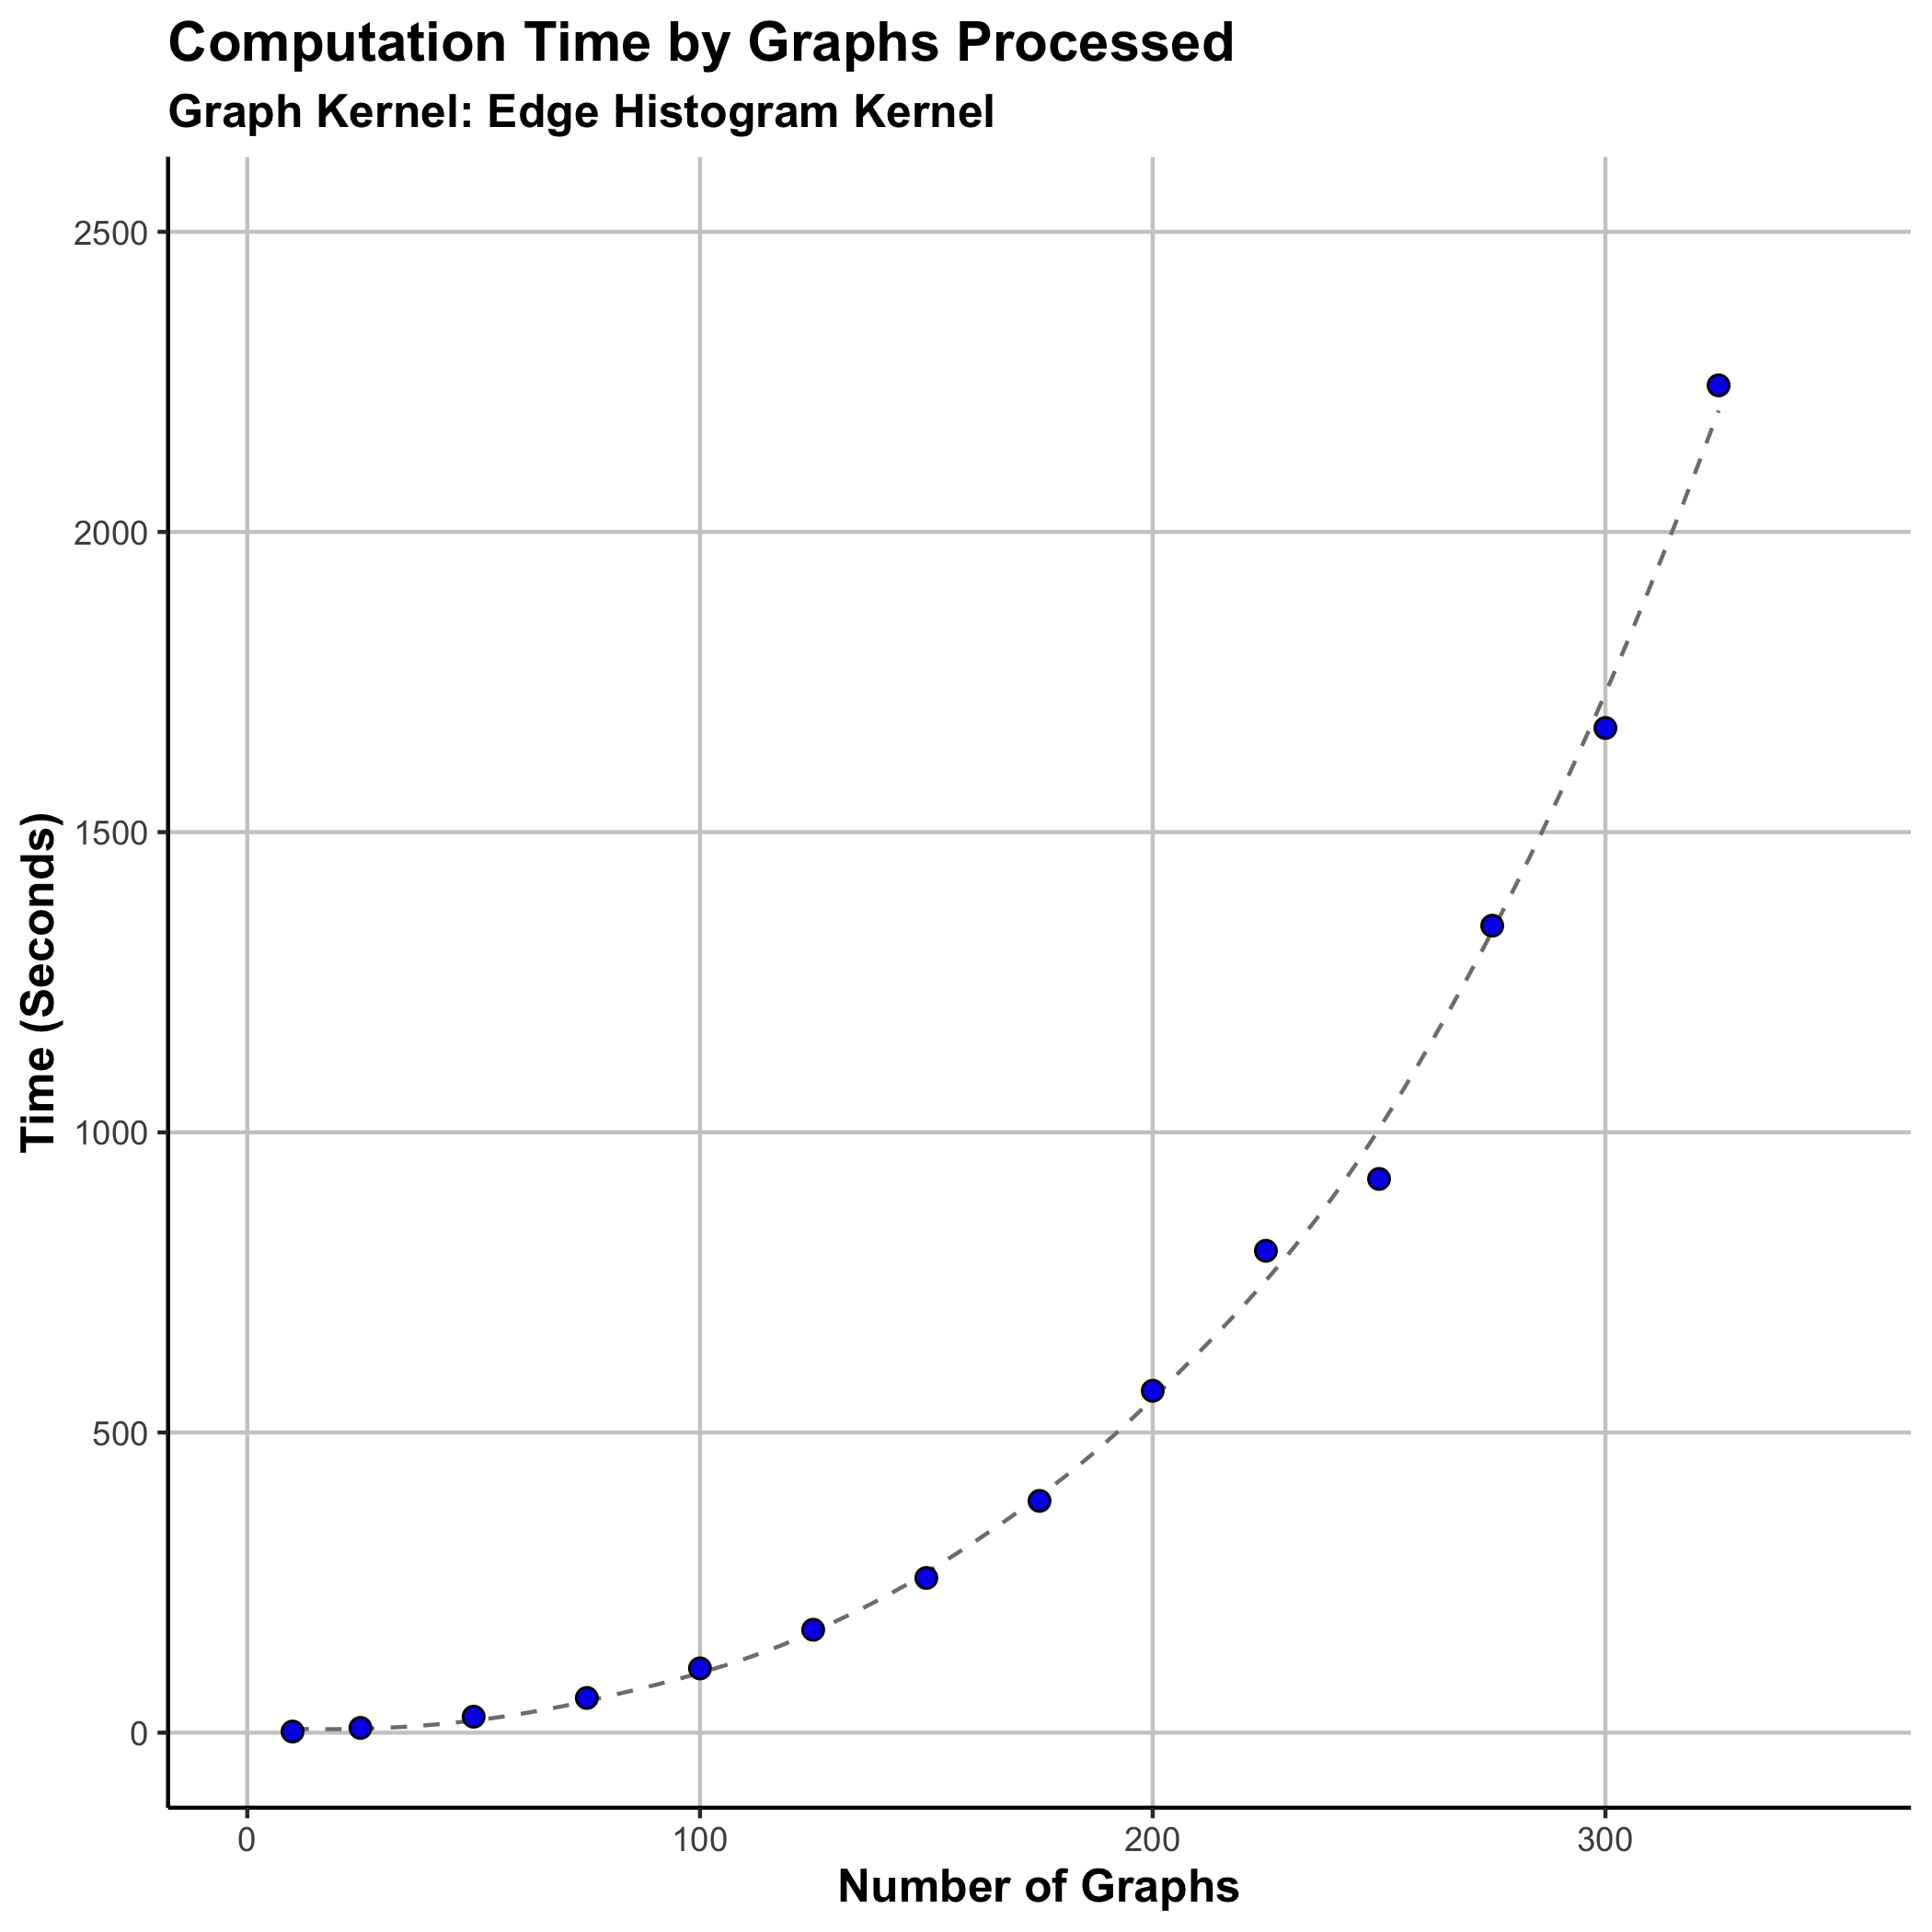 Computation Time by Graphs Processed
Graph Kernel: Edge Histogram Kernel
Time (Seconds)
2500
2000
1500
1000
500
0
0 100 200 300
Number of Graphs